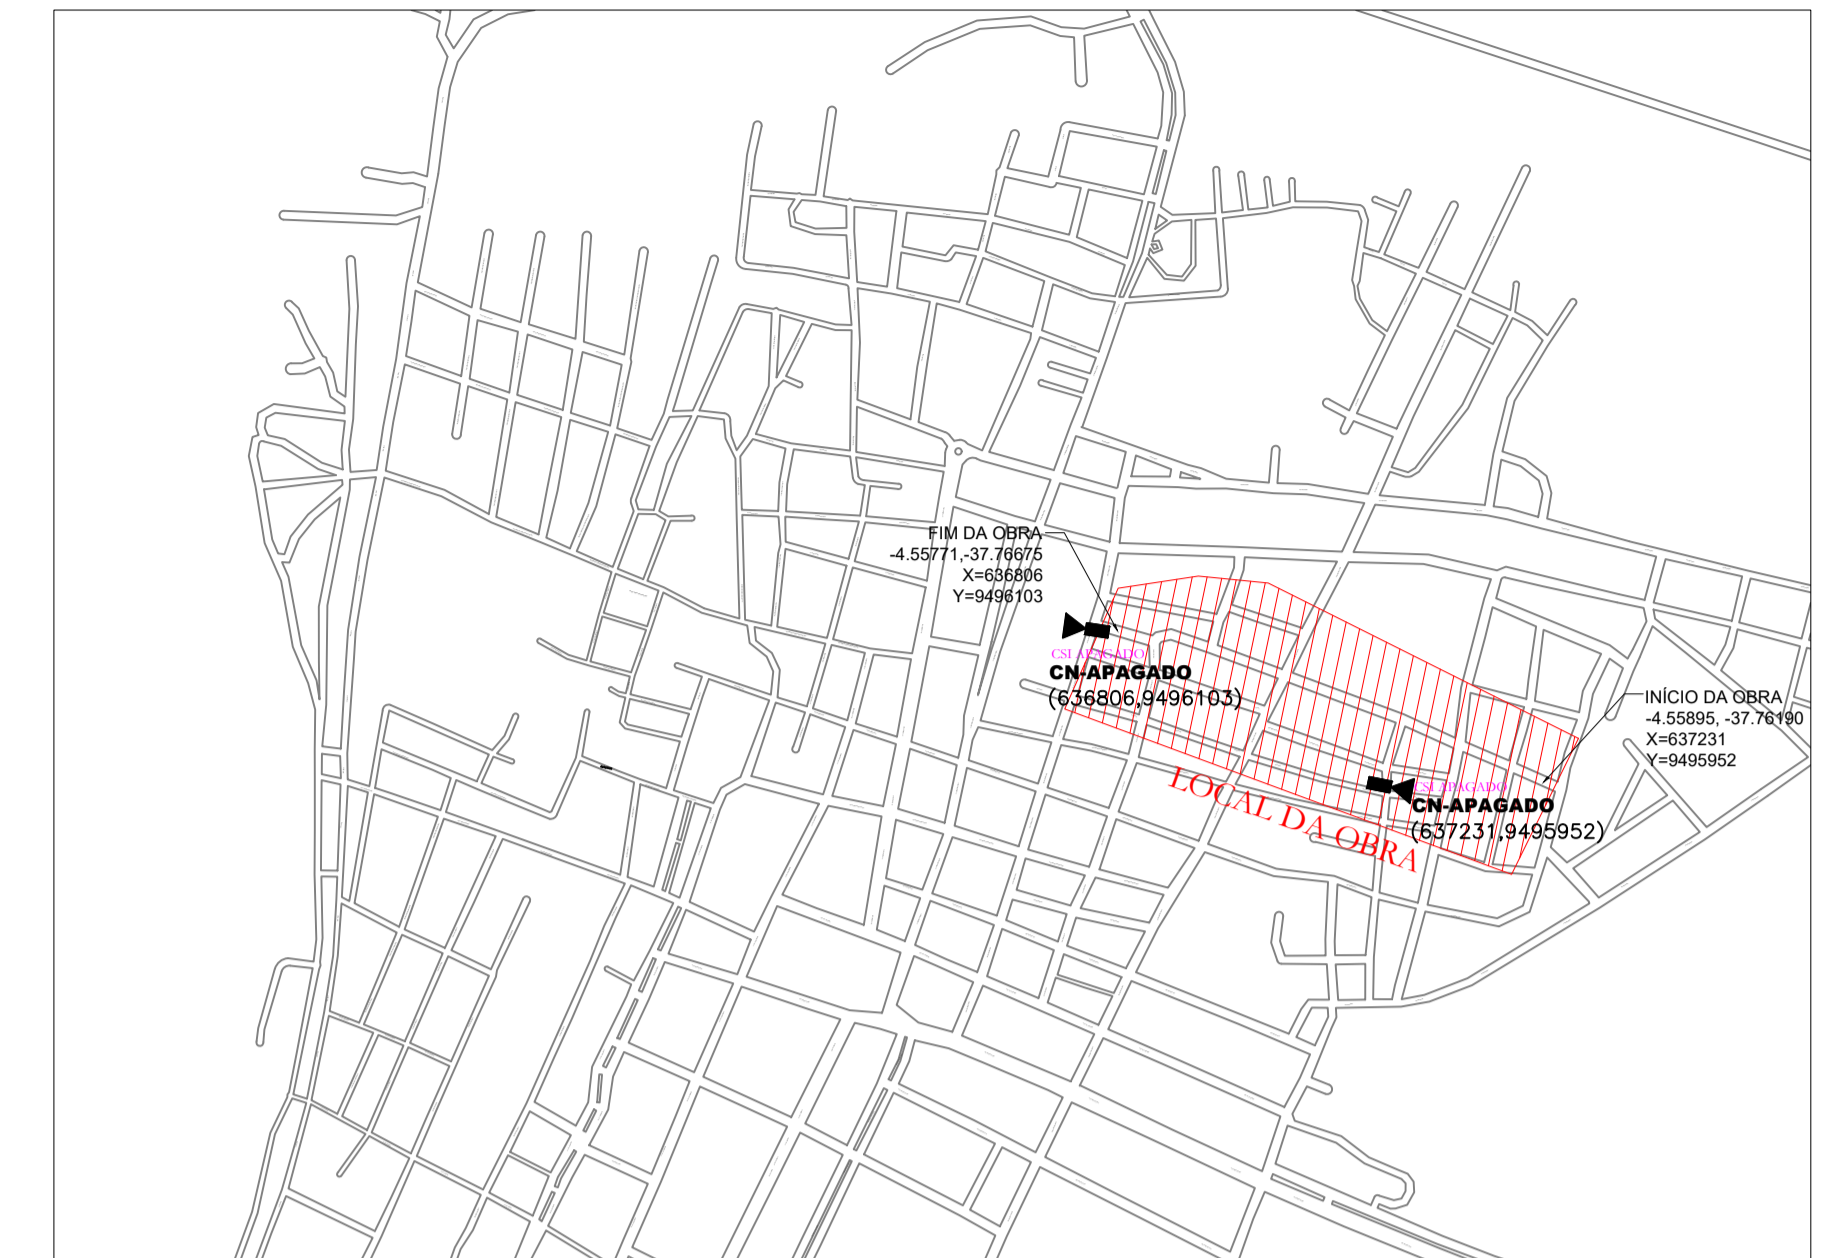 FIM DA OBRA
-4.55771,-37.76675
X=636806
Y=9496103
CSI APAGADO
CN-APAGADO
(636806,9496103)
INÍCIO DA OBRA
-4.55895, -37.76190
X=637231
Y=9495952
CSI APAGADO
CN-APAGADO
(637231,9495952)
LOCAL DA OBRA